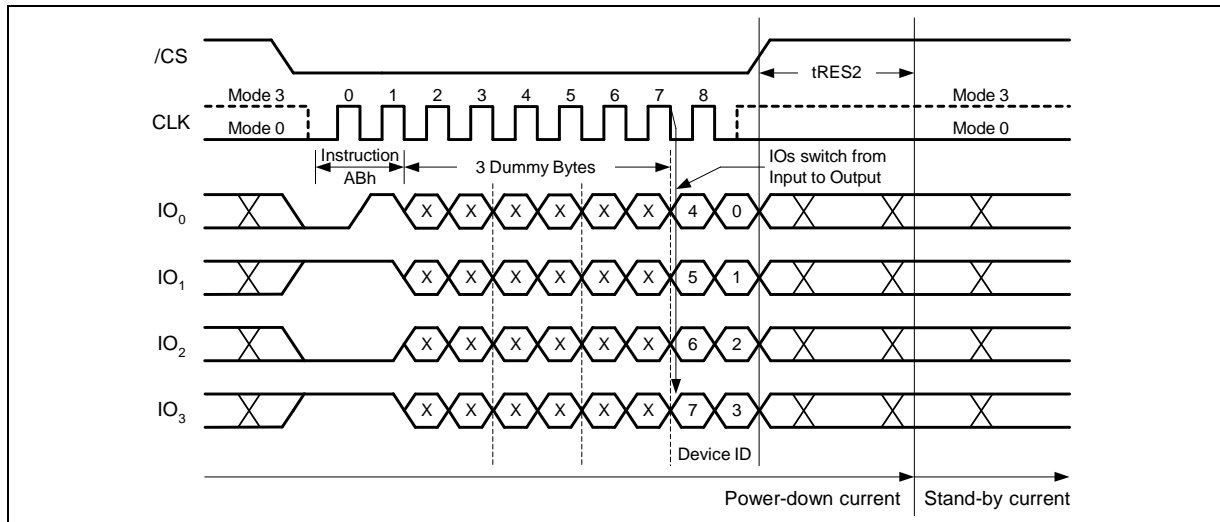 /CS
tRES2
Mode 3 0 1 2 3 4 5 6 7 8 Mode 3
CLK
Mode 0 Mode 0
Instruction
ABh
3 Dummy Bytes
IOs switch from
Input to Output
IO0 X X X X X X 4 0
IO1 X X X X X X 5 1
IO2 X X X X X X 6 2
IO3 X X X X X X 7 3
Device ID
Power-down current Stand-by current